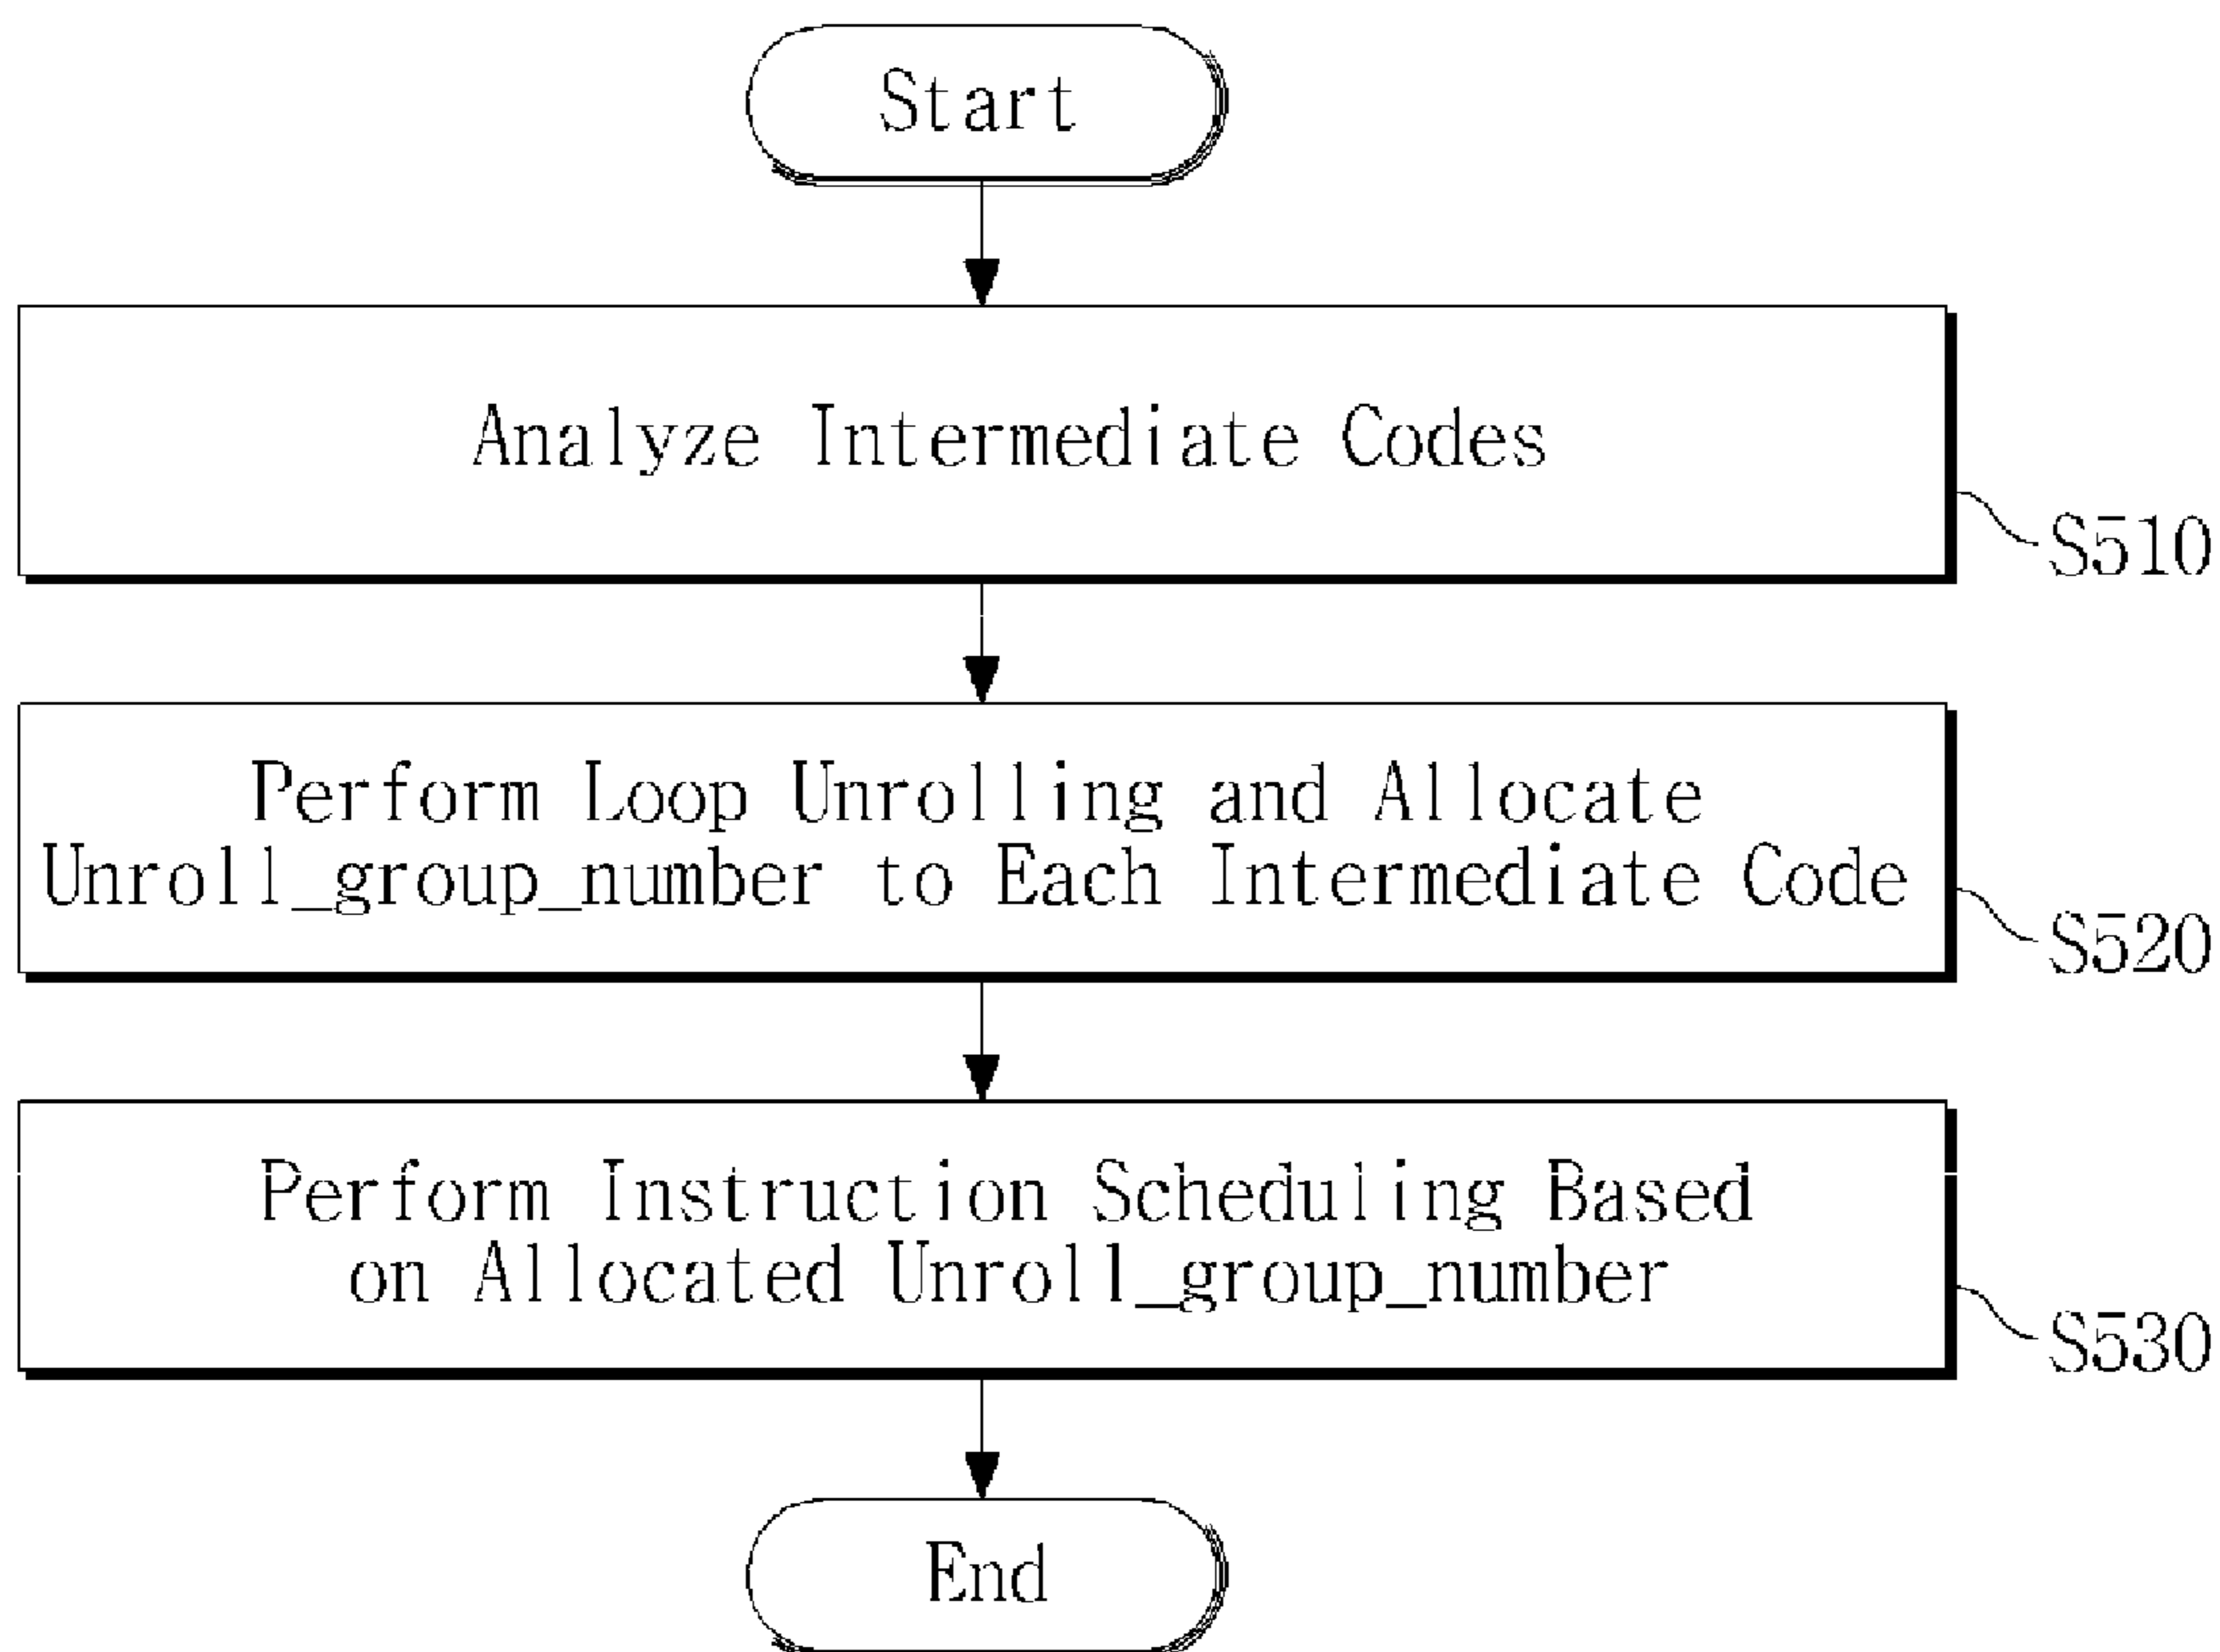 Start
Analyze Intermediate Codes
S510
Perform Loop Unrolling and Allocate
Unroll_group_number to Each Intermediate Code
S520
Perform Instruction Scheduling Based
on Allocated Unroll_group_number
S530
End